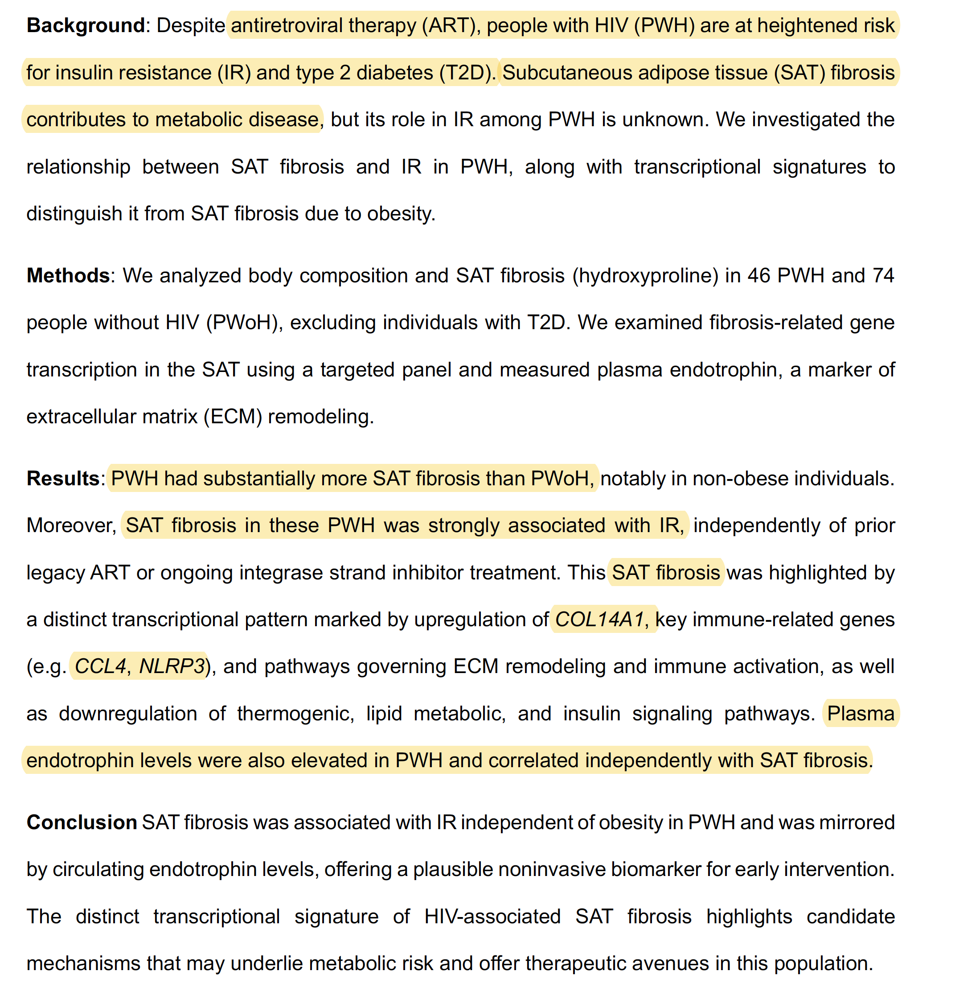 Background: Despite antiretroviral therapy (ART), people with HIV (PWH) are at heightened risk
for insulin resistance (IR) and type 2 diabetes (T2D). Subcutaneous adipose tissue (SAT) fibrosis
contributes to metabolic disease, but its role in IR among PWH is unknown. We investigated the
relationship between SAT fibrosis and IR in PWH, along with transcriptional signatures to
distinguish it from SAT fibrosis due to obesity.
Methods: We analyzed body composition and SAT fibrosis (hydroxyproline) in 46 PWH and 74
people without HIV (PWoH), excluding individuals with T2D. We examined fibrosis-related gene
transcription in the SAT using a targeted panel and measured plasma endotrophin, a marker of
extracellular matrix (ECM) remodeling.
Results: PWH had substantially more SAT fibrosis than PWoH, notably in non-obese individuals.
Moreover, SAT fibrosis in these PWH was strongly associated with IR, independently of prior
legacy ART or ongoing integrase strand inhibitor treatment. This SAT fibrosis was highlighted by
a distinct transcriptional pattern marked by upregulation of COL14A1, key immune-related genes
(e.g. CCL4, NLRP3), and pathways governing ECM remodeling and immune activation, as well
as downregulation of thermogenic, lipid metabolic, and insulin signaling pathways. Plasma
endotrophin levels were also elevated in PWH and correlated independently with SAT fibrosis.
Conclusion SAT fibrosis was associated with IR independent of obesity in PWH and was mirrored
by circulating endotrophin levels, offering a plausible noninvasive biomarker for early intervention.
The distinct transcriptional signature of HIV-associated SAT fibrosis highlights candidate
mechanisms that may underlie metabolic risk and offer therapeutic avenues in this population.